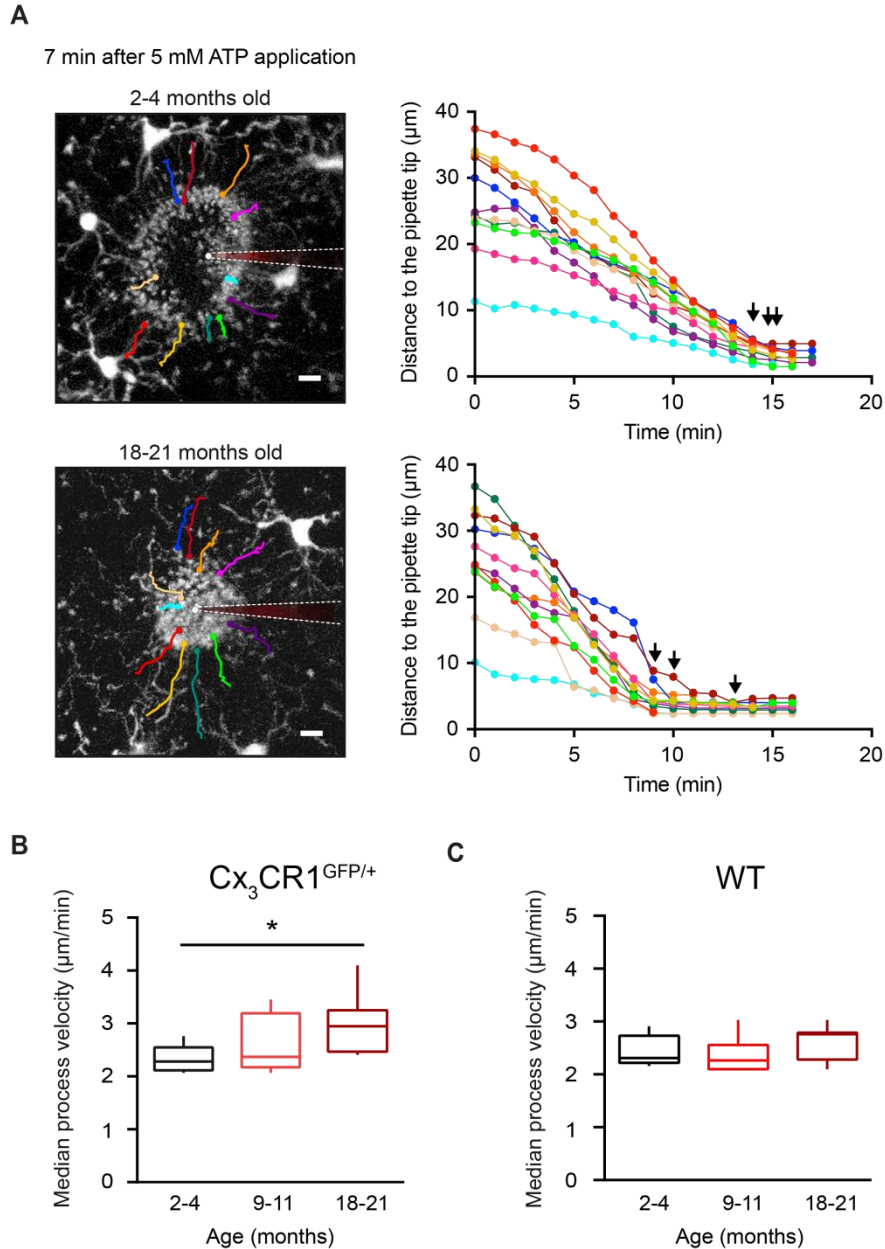 A
7 min after 5 mM ATP application
2-4 months old
Distance to the pipette tip (µm)
40
30
20
10
0
0 5 10 15 20
Time (min)
18-21 months old
Distance to the pipette tip (µm)
40
30
20
10
0
0 5 10 15 20
Time (min)
B
Cx₃CR1ᴳᶠᴾ/⁺
Median process velocity (µm/min)
5
4
3
2
1
0
*
2-4 9-11 18-21
Age (months)
C
WT
Median process velocity (µm/min)
5
4
3
2
1
0
2-4 9-11 18-21
Age (months)